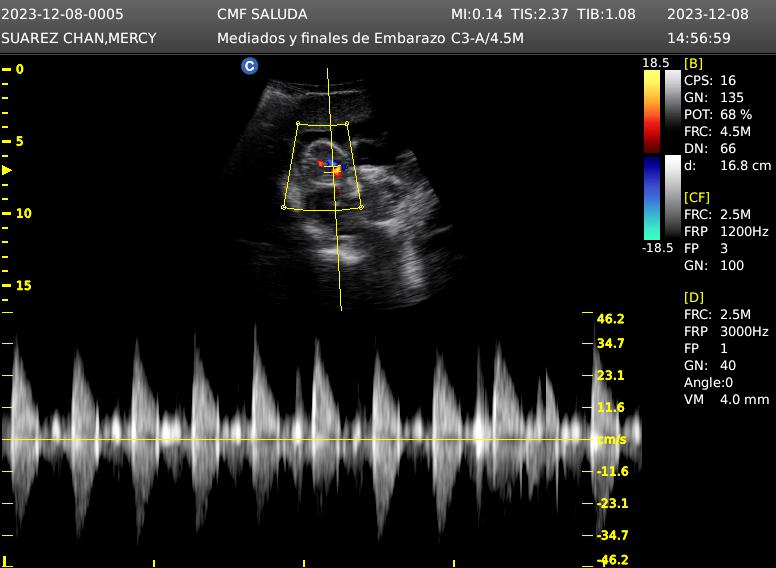 2023-12-08-0005 CMF SALUDA MI:0.14 TIS:2.37 TIB:1.08 2023-12-08
SUAREZ CHAN,MERCY Mediados y finales de Embarazo C3-A/4.5M 14:56:59
C
0
5
10
15
18.5
-18.5
[B]
CPS: 16
GN: 135
POT: 68 %
FRC: 4.5M
DN: 66
d: 16.8 cm
[CF]
FRC: 2.5M
FRP 1200Hz
FP 3
GN: 100
[D]
FRC: 2.5M
FRP 3000Hz
FP 1
GN: 40
Angle:0
VM 4.0 mm
46.2
34.7
23.1
11.6
cm/s
-11.6
-23.1
-34.7
-46.2